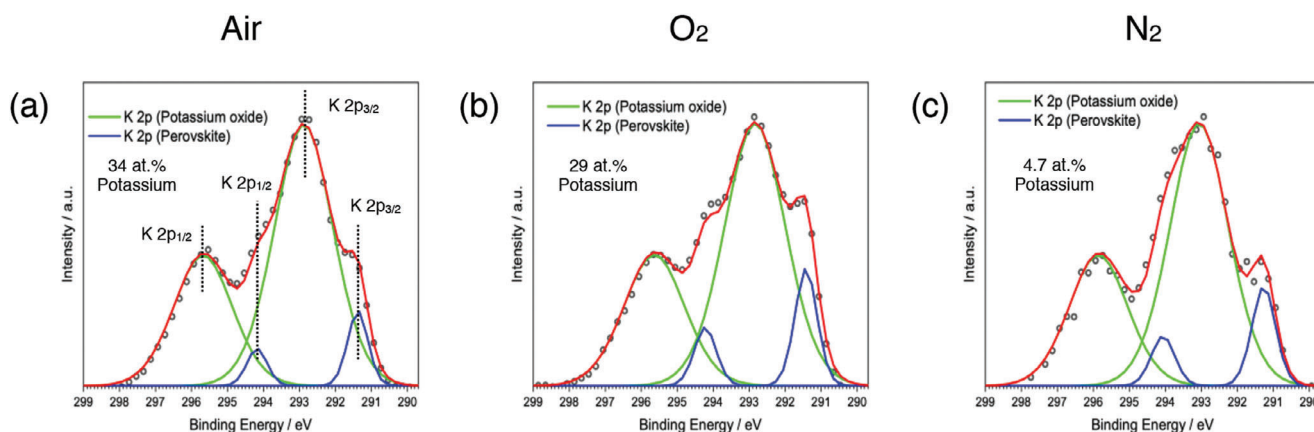 Air
O₂
N₂
(a)
K 2p (Potassium oxide)
K 2p (Perovskite)
K 2p3/2
34 at.%
Potassium
K 2p1/2
K 2p3/2
K 2p1/2
Intensity / a.u.
299 298 297 296 295 294 293 292 291 290
Binding Energy / eV
(b)
K 2p (Potassium oxide)
K 2p (Perovskite)
29 at.%
Potassium
Intensity / a.u.
299 298 297 296 295 294 293 292 291 290
Binding Energy / eV
(c)
K 2p (Potassium oxide)
K 2p (Perovskite)
4.7 at.%
Potassium
Intensity / a.u.
299 298 297 296 295 294 293 292 291 290
Binding Energy / eV